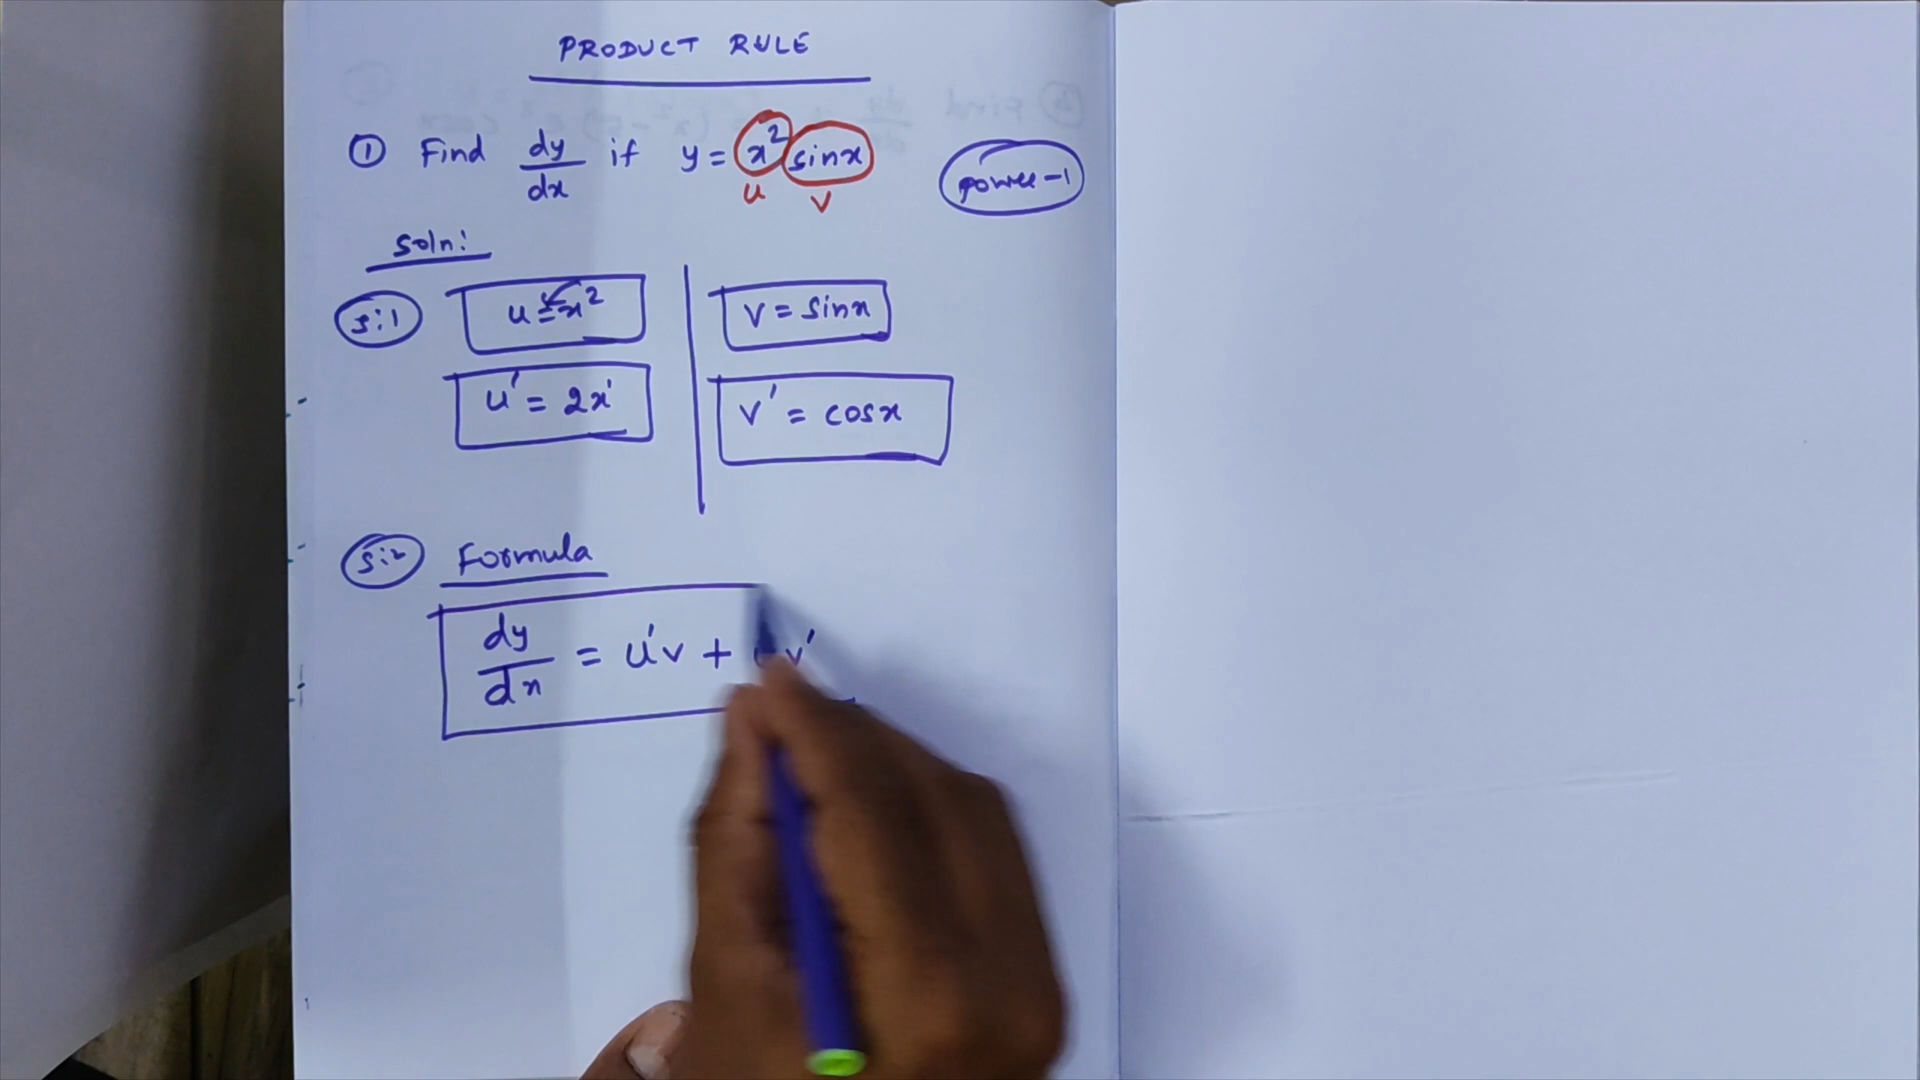 PRODUCT RULE
① Find dy/dx if y = x² sinx
u v
power-1
Soln:
S:1 u = x² v = sinx
u' = 2x' v' = cosx
S:2 Formula
dy/dx = u'v + uv'